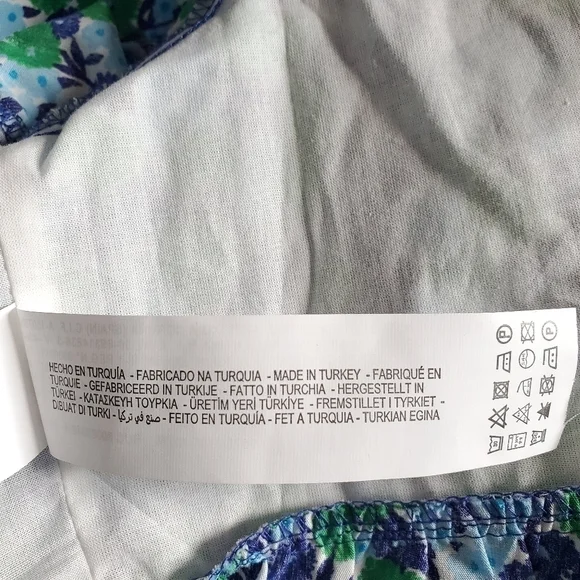 HECHO EN TURQUÍA - FABRICADO NA TURQUIA - MADE IN TURKEY - FABRIQUÉ EN
TURQUIE - GEFABRICEERD IN TURKIJE - FATTO IN TURCHIA - HERGESTELLT IN
TURKEI - ΚΑΤΑΣΚΕΥΗ ΤΟΥΡΚΙΑ - ÜRETİM YERİ TÜRKİYE - FREMSTILLET I TYRKIET -
DIBUAT DI TURKI - صنع في تركيا - FEITO EN TURQUÍA - FET A TURQUIA - TURKIAN EGINA
P P